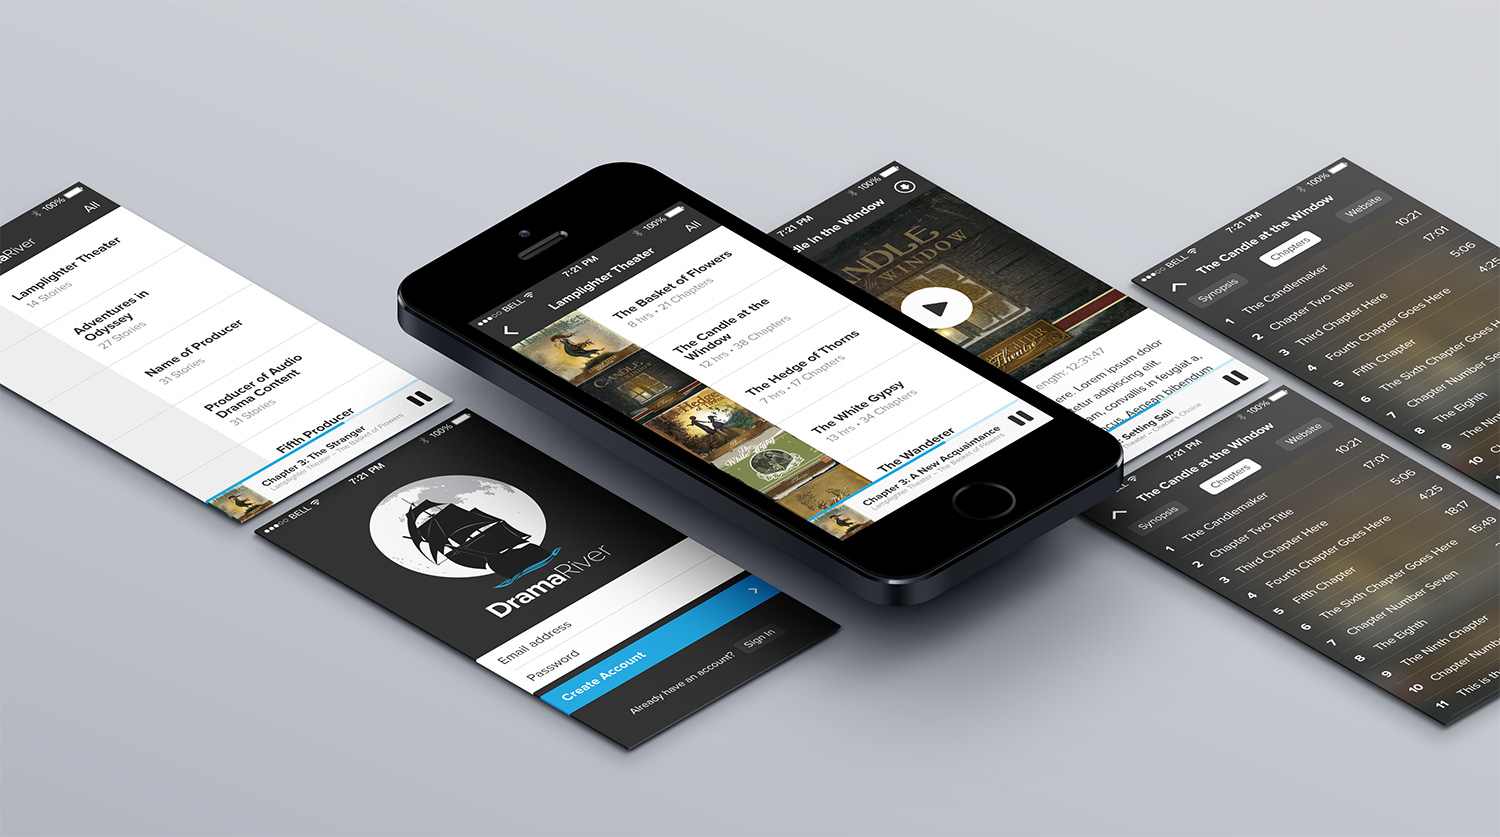 100%
maRiver
All
Lamplighter Theater
14 Stories
Adventures in
Odyssey
27 Stories
Name of Producer
31 Stories
Producer of Audio
Drama Content
31 Stories
Fifth Producer
Chapter 3: The Stranger
Lamplighter Theater – The Basket of Flowers
BELL
7:21 PM
100%
DramaRiver
Email address
Password
Create Account
Already have an account?
Sign In
BELL
7:21 PM
100%
Lamplighter Theater
All
The Basket of Flowers
8 hrs • 21 Chapters
The Candle at the
Window
12 hrs • 38 Chapters
The Hedge of Thorns
7 hrs • 17 Chapters
The White Gypsy
13 hrs • 34 Chapters
The Wanderer
Chapter 3: A New Acquaintance
Lamplighter Theater – The Basket of Flowers
7:21 PM
100%
dle in the Window
NDLE
the
WINDOW
Theatre
ength: 12:31:47
ere. Lorem ipsum dolor
etur adipiscing elit.
m, convallis in feugiat a,
cus. Aenean bibendum
: Setting Sail
Theater – Charlie's Choice
BELL
7:21 PM
100%
The Candle at the Window
Synopsis
Chapters
Website
1 The Candlemaker 10:21
2 Chapter Two Title 17:01
3 Third Chapter Here 5:06
4 Fourth Chapter Goes Here 4:25
5 Fifth Chapter
6 The Sixth Chapter Goes H
7 Chapter Number Seve
8 The Eighth
9 The Nin
10 Chap
BELL
7:21 PM
100%
The Candle at the Window
Synopsis
Chapters
Website
1 The Candlemaker 10:21
2 Chapter Two Title 17:01
3 Third Chapter Here 5:06
4 Fourth Chapter Goes Here 4:25
5 Fifth Chapter 18:17
6 The Sixth Chapter Goes Here 15:49
7 Chapter Number Seven
8 The Eighth
9 The Ninth Chapter
10 Chapter Numbe
11 This is th